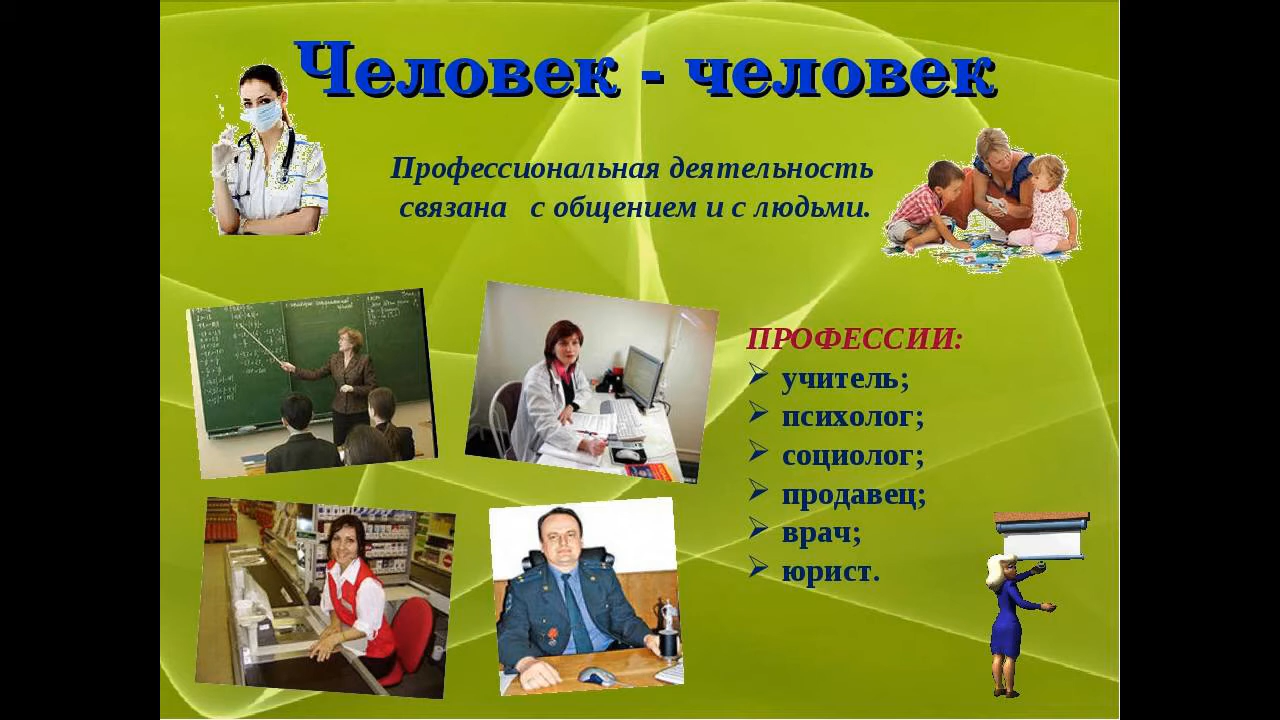 Человек - человек
Профессиональная деятельность
связана с общением и с людьми.
ПРОФЕССИИ:
учитель;
психолог;
социолог;
продавец;
врач;
юрист.